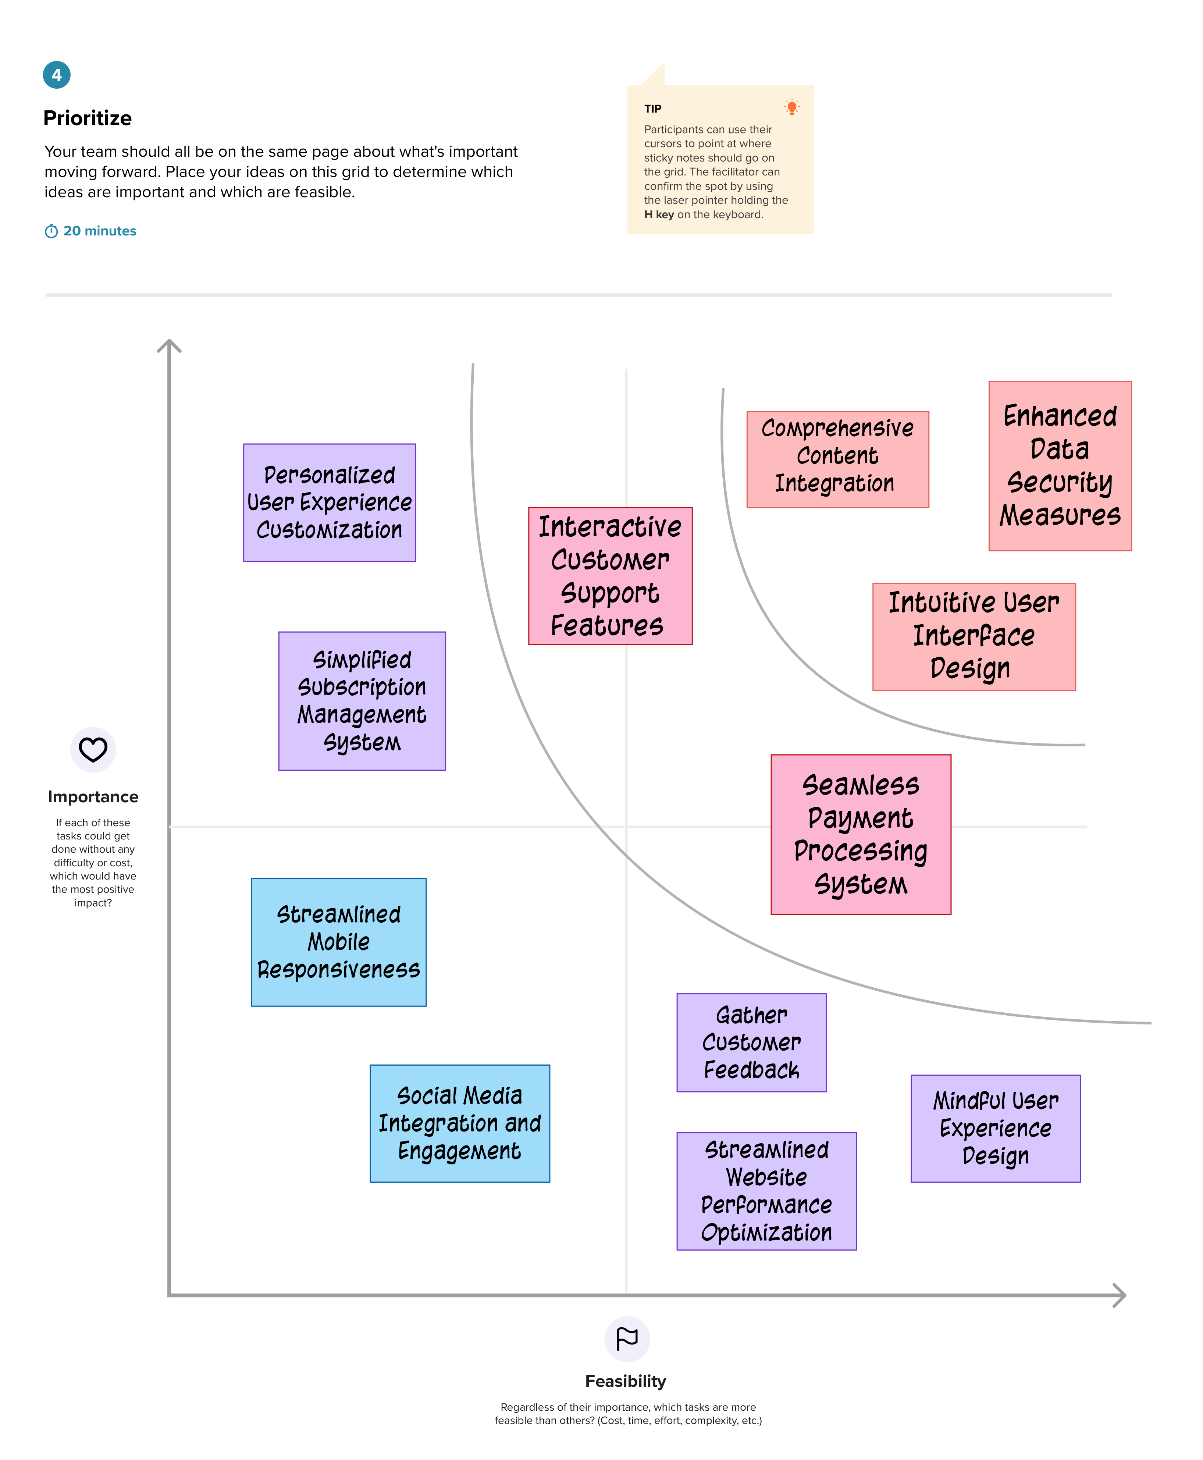 4
Prioritize
Your team should all be on the same page about what's important
moving forward. Place your ideas on this grid to determine which
ideas are important and which are feasible.
20 minutes
TIP
Participants can use their
cursors to point at where
sticky notes should go on
the grid. The facilitator can
confirm the spot by using
the laser pointer holding the
H key on the keyboard.
Personalized
User Experience
Customization
Simplified
Subscription
Management
System
Interactive
Customer
Support
Features
Comprehensive
Content
Integration
Enhanced
Data
Security
Measures
Intuitive User
Interface
Design
Seamless
Payment
Processing
System
Importance
If each of these
tasks could get
done without any
difficulty or cost,
which would have
the most positive
impact?
Streamlined
Mobile
Responsiveness
Social Media
Integration and
Engagement
Gather
Customer
Feedback
Mindful User
Experience
Design
Streamlined
Website
Performance
Optimization
Feasibility
Regardless of their importance, which tasks are more
feasible than others? (Cost, time, effort, complexity, etc.)